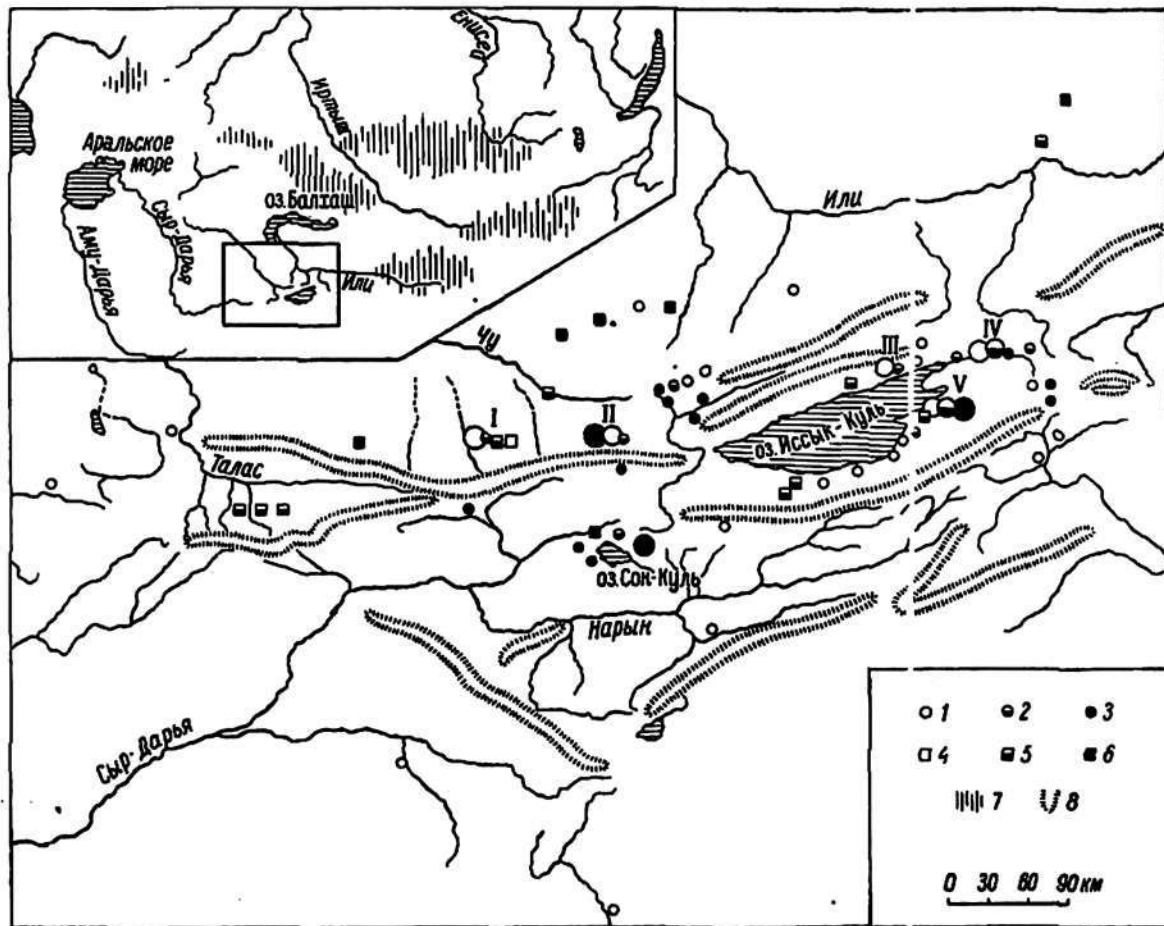 Енисей
Иртыш
Аральское
море
оз. Балхаш
Сыр-Дарья
Аму-Дарья
Или
Или
Чу
I
II
III
IV
V
оз. Иссык-Куль
Талас
оз. Сон-Куль
Нарын
Сыр-Дарья
1 2 3
4 5 6
7 8
0 30 60 90 км